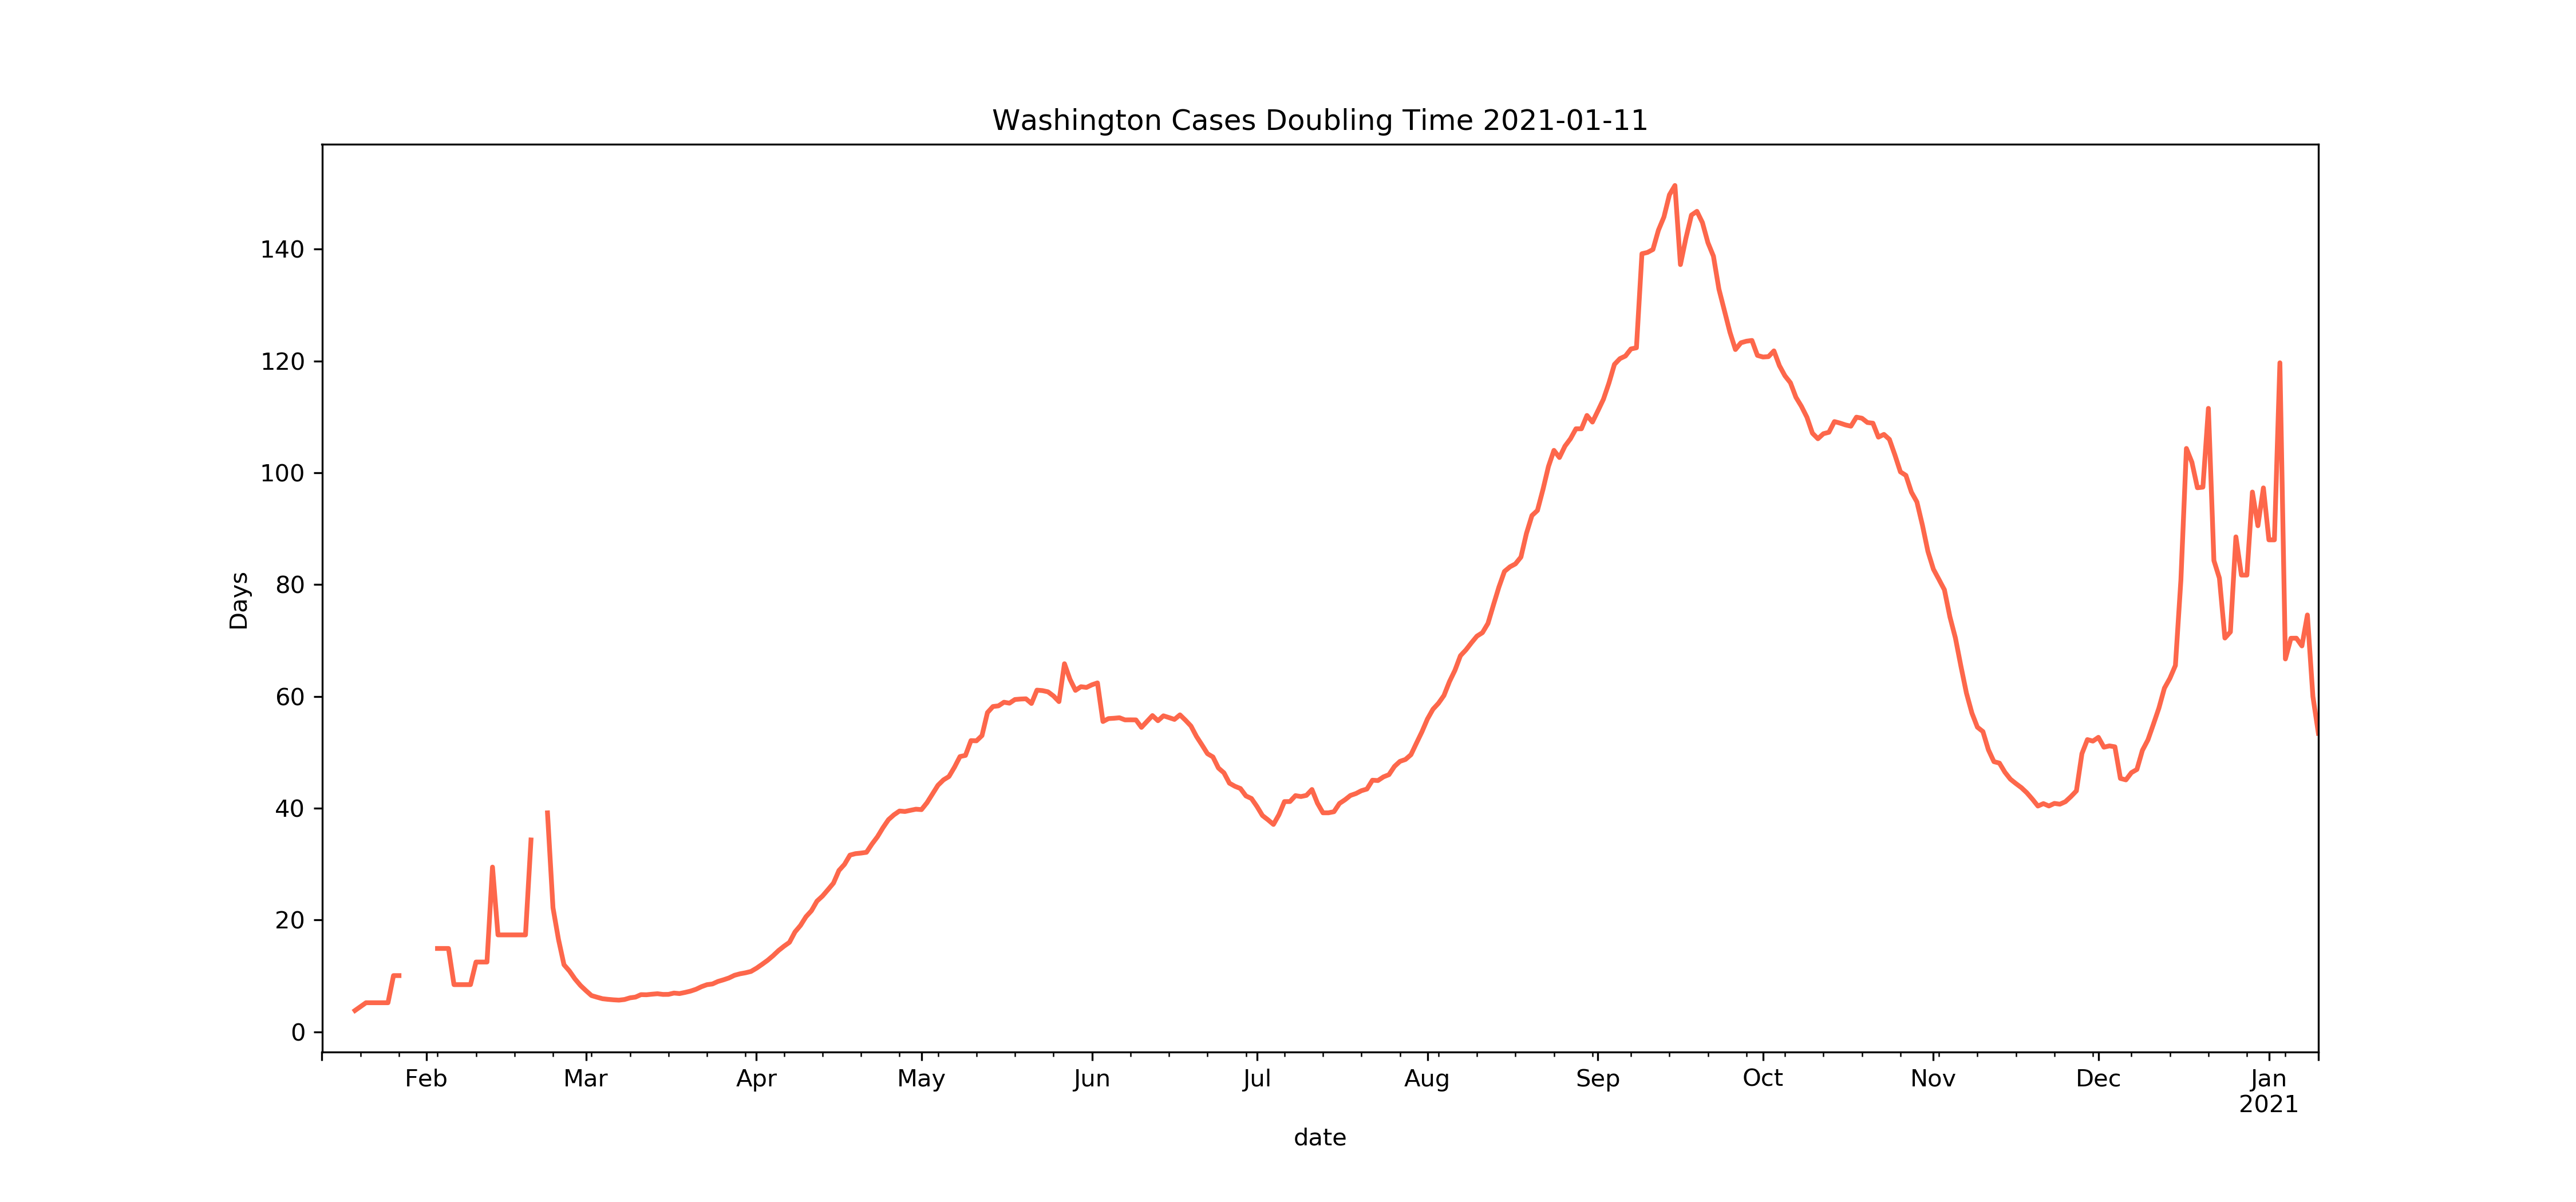 Washington Cases Doubling Time 2021-01-11
Days
140
120
100
80
60
40
20
0
Feb Mar Apr May Jun Jul Aug Sep Oct Nov Dec Jan
2021
date